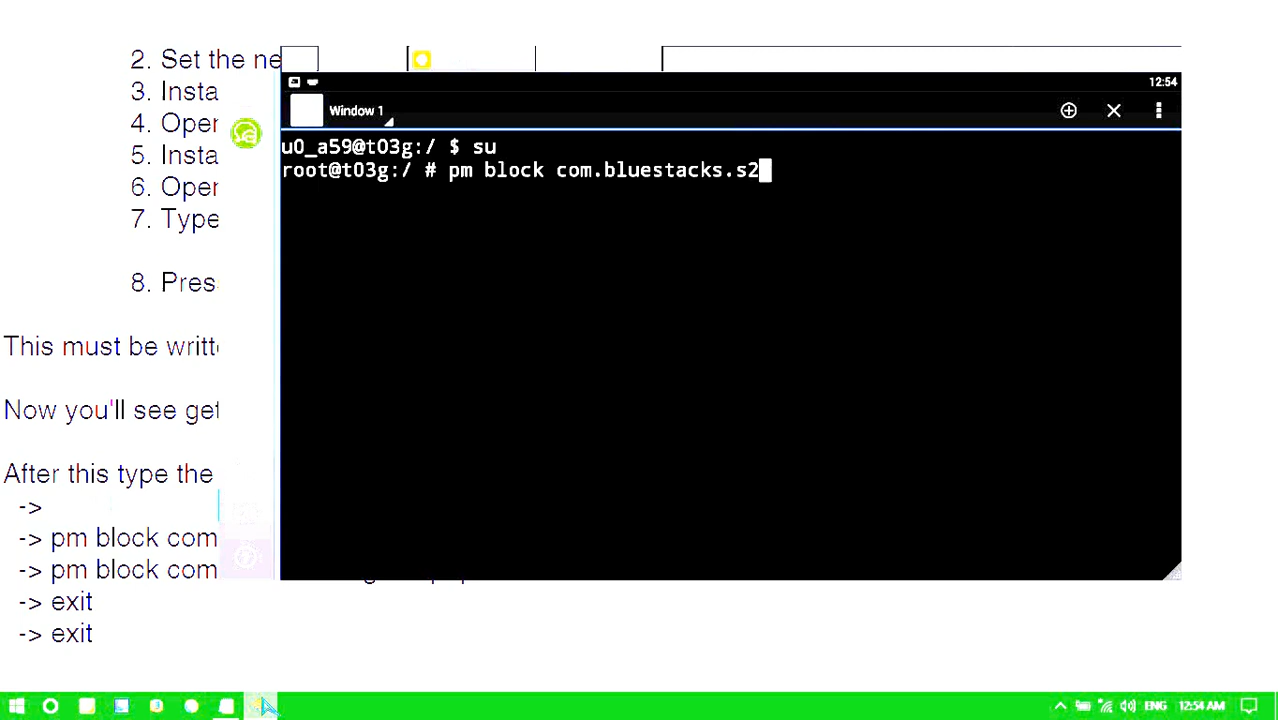 2. Set the ne
3. Insta
4. Oper
5. Insta
6. Oper
7. Type
8. Pres
This must be writt
Now you'll see get
After this type the
->
-> pm block com
-> pm block com
-> exit
-> exit
12:54
Window 1
u0_a59@t03g:/ $ su
root@t03g:/ # pm block com.bluestacks.s2
ENG 12:54 AM